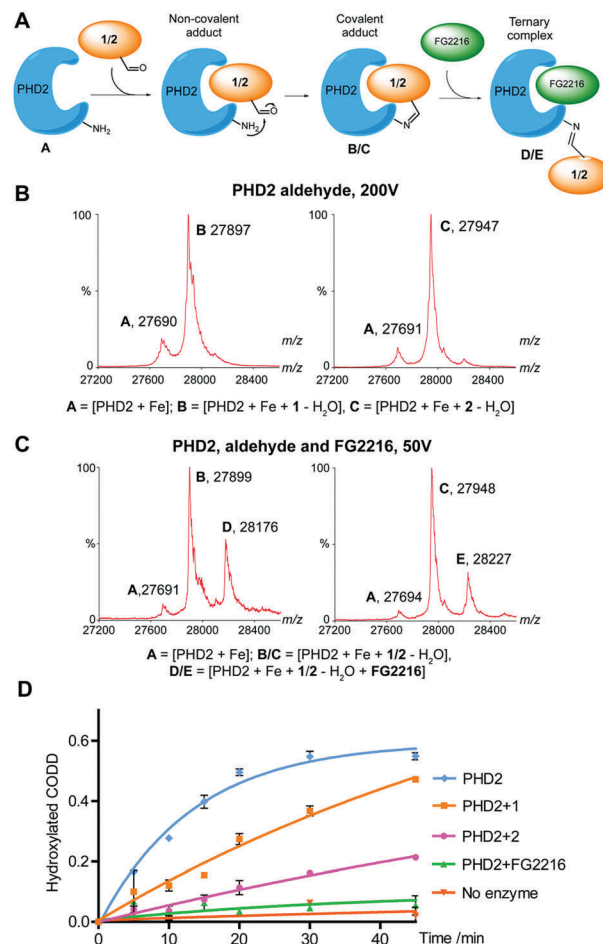 A
Non-covalent adduct
Covalent adduct
Ternary complex
1/2
O
PHD2
NH2
A
PHD2
1/2
O
NH2
PHD2
1/2
N
B/C
FG2216
PHD2
FG2216
N
1/2
D/E
B
PHD2 aldehyde, 200V
100
%
0
B, 27897
A, 27690
m/z
m/z
27200 27600 28000 28400
100
%
0
C, 27947
A, 27691
m/z
m/z
27200 27600 28000 28400
A = [PHD2 + Fe]; B = [PHD2 + Fe + 1 - H2O], C = [PHD2 + Fe + 2 - H2O]
C
PHD2, aldehyde and FG2216, 50V
100
%
0
B, 27899
D, 28176
A,27691
27200 27600 28000 28400 m/z
100
%
0
C, 27948
E, 28227
A, 27694
27200 27600 28000 28400 m/z
A = [PHD2 + Fe]; B/C = [PHD2 + Fe + 1/2 - H2O],
D/E = [PHD2 + Fe + 1/2 - H2O + FG2216]
D
Hydroxylated CODD
0.6
0.4
0.2
0.0
0 10 20 30 40
Time /min
PHD2
PHD2+1
PHD2+2
PHD2+FG2216
No enzyme